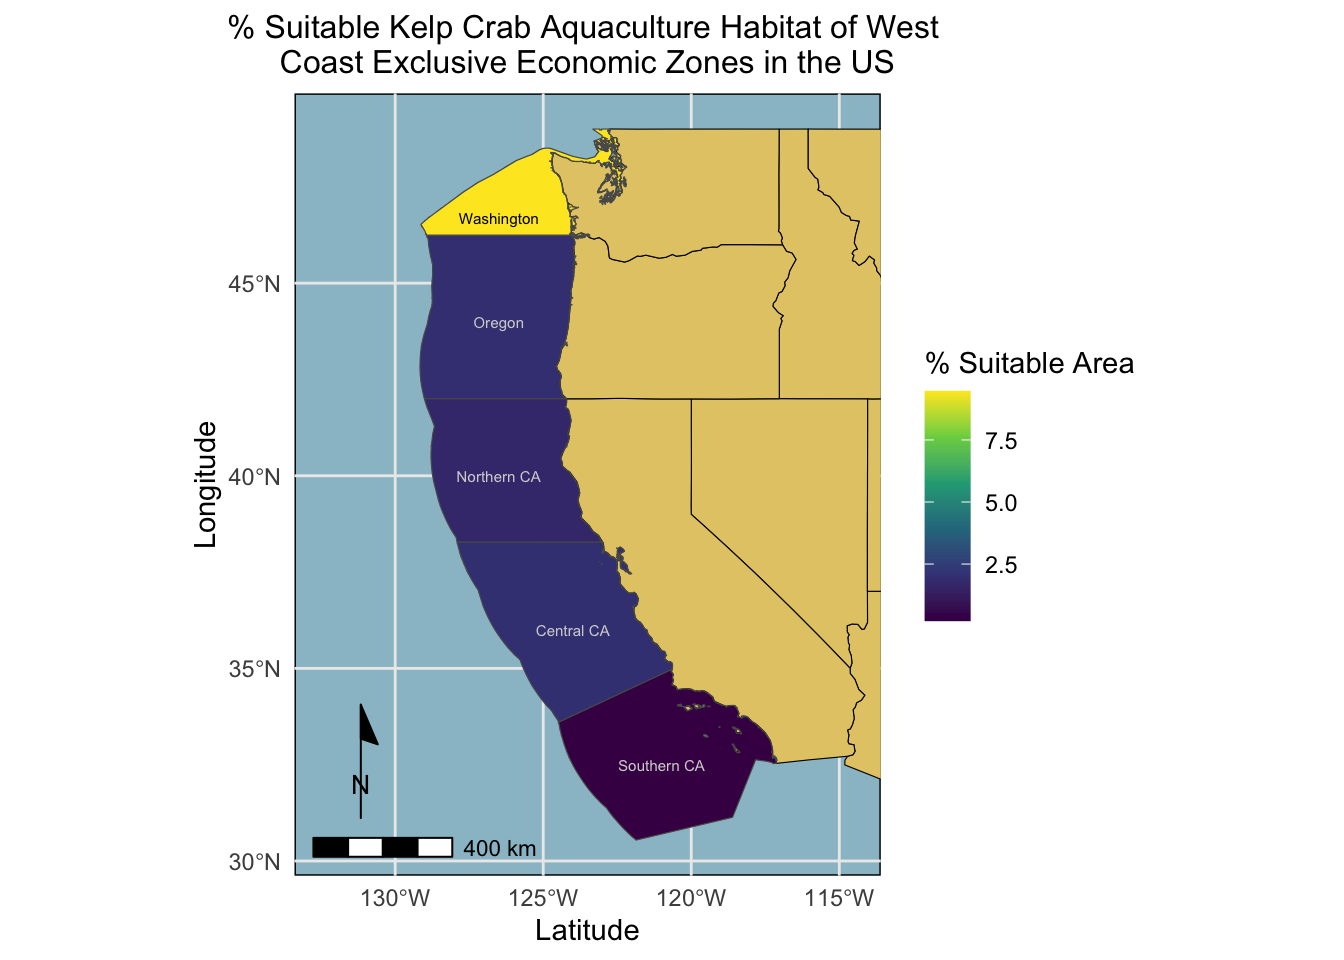 % Suitable Kelp Crab Aquaculture Habitat of West
Coast Exclusive Economic Zones in the US
Washington
45°N
Oregon
% Suitable Area
7.5
Longitude
40°N
Northern CA
5.0
2.5
Central CA
35°N
Southern CA
N
400 km
30°N
130°W
125°W
120°W
115°W
Latitude